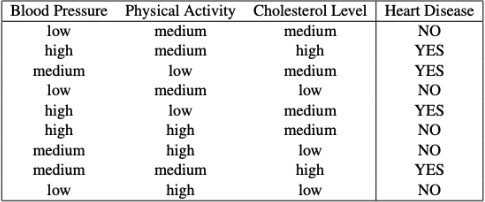 Blood Pressure Physical Activity Cholesterol Level Heart Disease
low medium medium NO
high medium high YES
medium low medium YES
low medium low NO
high low medium YES
high high medium NO
medium high low NO
medium medium high YES
low high low NO